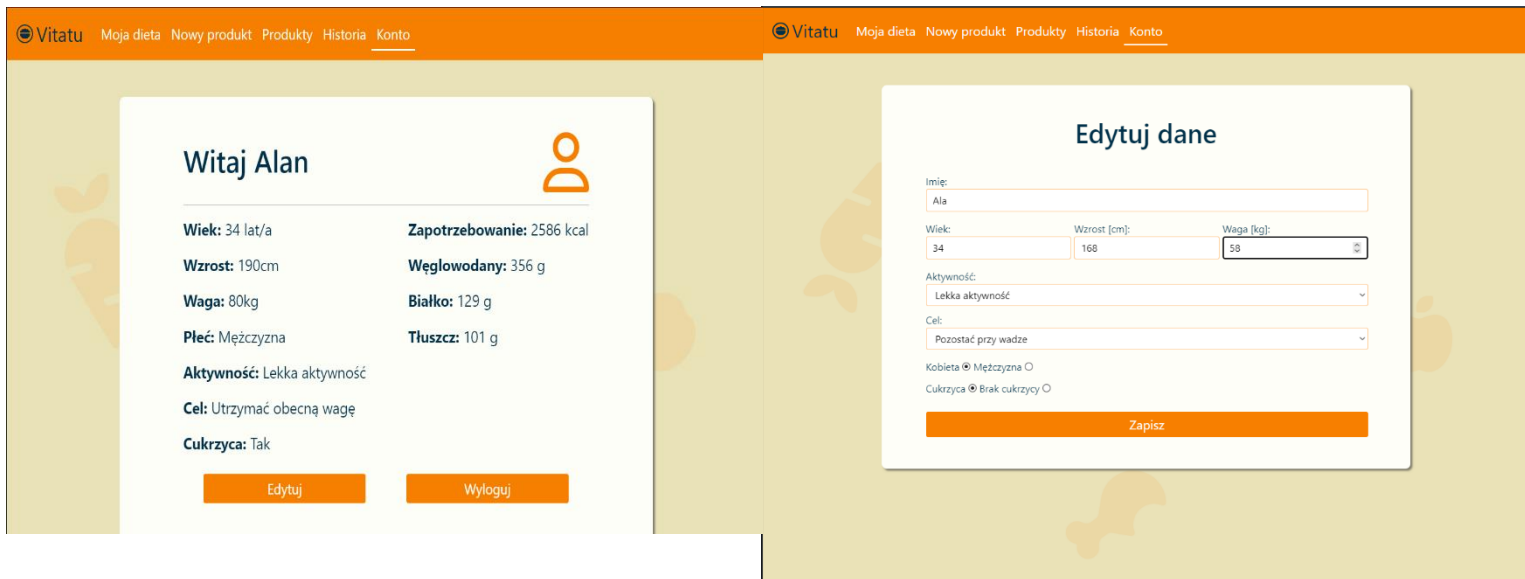 Vitatu Moja dieta Nowy produkt Produkty Historia Konto
Witaj Alan
Wiek: 34 lat/a
Zapotrzebowanie: 2586 kcal
Wzrost: 190cm
Węglowodany: 356 g
Waga: 80kg
Białko: 129 g
Płeć: Mężczyzna
Tłuszcz: 101 g
Aktywność: Lekka aktywność
Cel: Utrzymać obecną wagę
Cukrzyca: Tak
Edytuj
Wyloguj
Vitatu Moja dieta Nowy produkt Produkty Historia Konto
Edytuj dane
Imię:
Ala
Wiek: Wzrost [cm]: Waga [kg]:
34 168 58
Aktywność:
Lekka aktywność
Cel:
Pozostać przy wadze
Kobieta Mężczyzna
Cukrzyca Brak cukrzycy
Zapisz